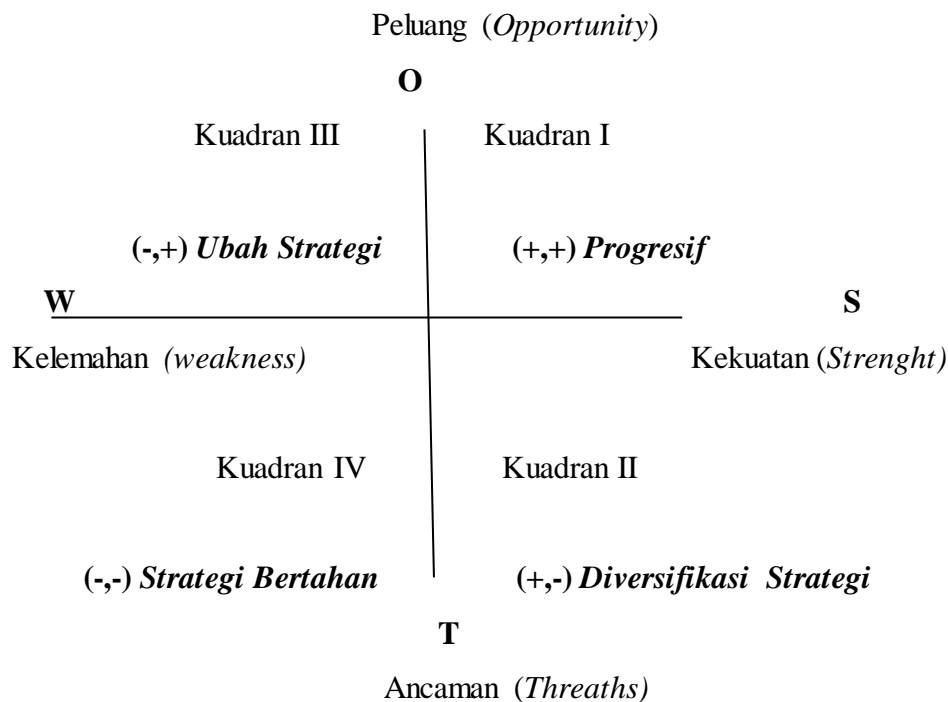 Peluang (Opportunity)
O
Kuadran III Kuadran I
(-,+) Ubah Strategi (+,+) Progresif
W S
Kelemahan (weakness) Kekuatan (Strenght)
Kuadran IV Kuadran II
(-,-) Strategi Bertahan (+,-) Diversifikasi Strategi
T
Ancaman (Threaths)